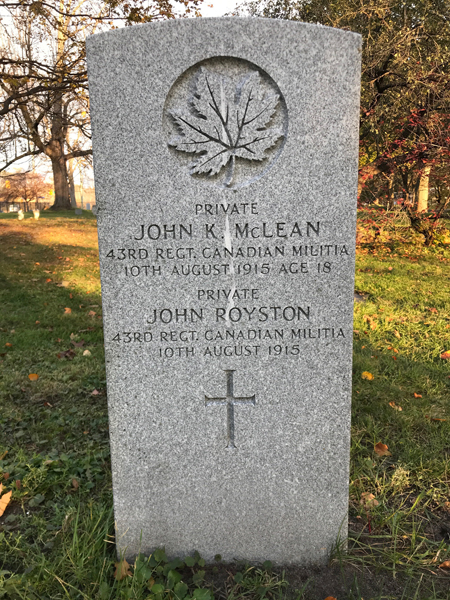 PRIVATE
JOHN K. McLEAN
43RD REGT. CANADIAN MILITIA
10TH AUGUST 1915 AGE 18
PRIVATE
JOHN ROYSTON
43RD REGT. CANADIAN MILITIA
10TH AUGUST 1915